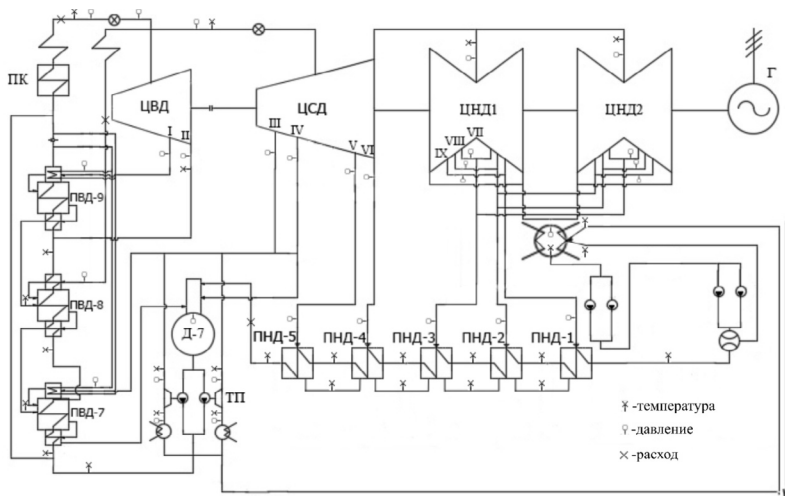 ПК
ЦВД
I
II
ЦСД
III
IV
V
VI
ЦНД1
VII
VIII
IX
ЦНД2
Г
ПВД-9
ПВД-8
ПВД-7
Д-7
ТП
ПНД-5
ПНД-4
ПНД-3
ПНД-2
ПНД-1
-температура
-давление
-расход